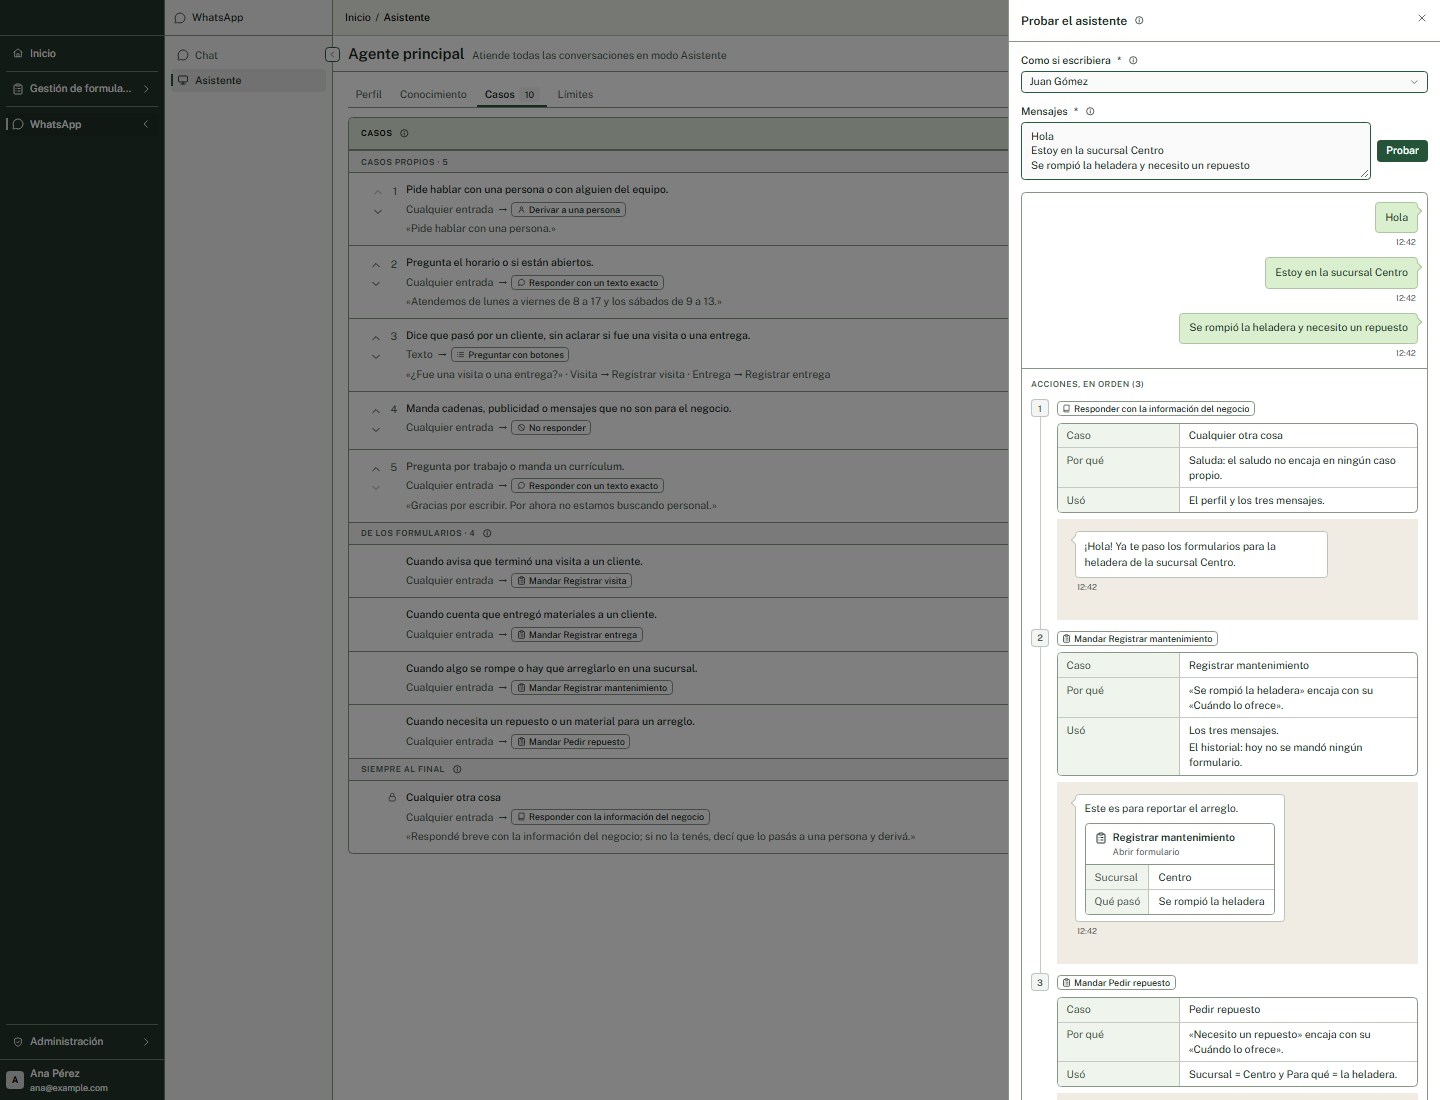 Inicio
Gestión de formula...
WhatsApp
Administración
A
Ana Pérez
ana@example.com
WhatsApp
Chat
Asistente
Inicio / Asistente
Agente principal Atiende todas las conversaciones en modo Asistente
Perfil Conocimiento Casos 10 Límites
CASOS
CASOS PROPIOS · 5
1 Pide hablar con una persona o con alguien del equipo.
Cualquier entrada → Derivar a una persona
«Pide hablar con una persona.»
2 Pregunta el horario o si están abiertos.
Cualquier entrada → Responder con un texto exacto
«Atendemos de lunes a viernes de 8 a 17 y los sábados de 9 a 13.»
3 Dice que pasó por un cliente, sin aclarar si fue una visita o una entrega.
Texto → Preguntar con botones
«¿Fue una visita o una entrega?» · Visita → Registrar visita · Entrega → Registrar entrega
4 Manda cadenas, publicidad o mensajes que no son para el negocio.
Cualquier entrada → No responder
5 Pregunta por trabajo o manda un currículum.
Cualquier entrada → Responder con un texto exacto
«Gracias por escribir. Por ahora no estamos buscando personal.»
DE LOS FORMULARIOS · 4
Cuando avisa que terminó una visita a un cliente.
Cualquier entrada → Mandar Registrar visita
Cuando cuenta que entregó materiales a un cliente.
Cualquier entrada → Mandar Registrar entrega
Cuando algo se rompe o hay que arreglarlo en una sucursal.
Cualquier entrada → Mandar Registrar mantenimiento
Cuando necesita un repuesto o un material para un arreglo.
Cualquier entrada → Mandar Pedir repuesto
SIEMPRE AL FINAL
Cualquier otra cosa
Cualquier entrada → Responder con la información del negocio
«Respondé breve con la información del negocio; si no la tenés, decí que lo pasás a una persona y derivá.»
Probar el asistente
Como si escribiera *
Juan Gómez
Mensajes *
Hola
Estoy en la sucursal Centro
Se rompió la heladera y necesito un repuesto
Probar
Hola
12:42
Estoy en la sucursal Centro
12:42
Se rompió la heladera y necesito un repuesto
12:42
ACCIONES, EN ORDEN (3)
1 Responder con la información del negocio
Caso Cualquier otra cosa
Por qué Saluda: el saludo no encaja en ningún caso
propio.
Usó El perfil y los tres mensajes.
¡Hola! Ya te paso los formularios para la
heladera de la sucursal Centro.
12:42
2 Mandar Registrar mantenimiento
Caso Registrar mantenimiento
Por qué «Se rompió la heladera» encaja con su
«Cuándo lo ofrece».
Usó Los tres mensajes.
El historial: hoy no se mandó ningún
formulario.
Este es para reportar el arreglo.
Registrar mantenimiento
Abrir formulario
Sucursal Centro
Qué pasó Se rompió la heladera
12:42
3 Mandar Pedir repuesto
Caso Pedir repuesto
Por qué «Necesito un repuesto» encaja con su
«Cuándo lo ofrece».
Usó Sucursal = Centro y Para qué = la heladera.